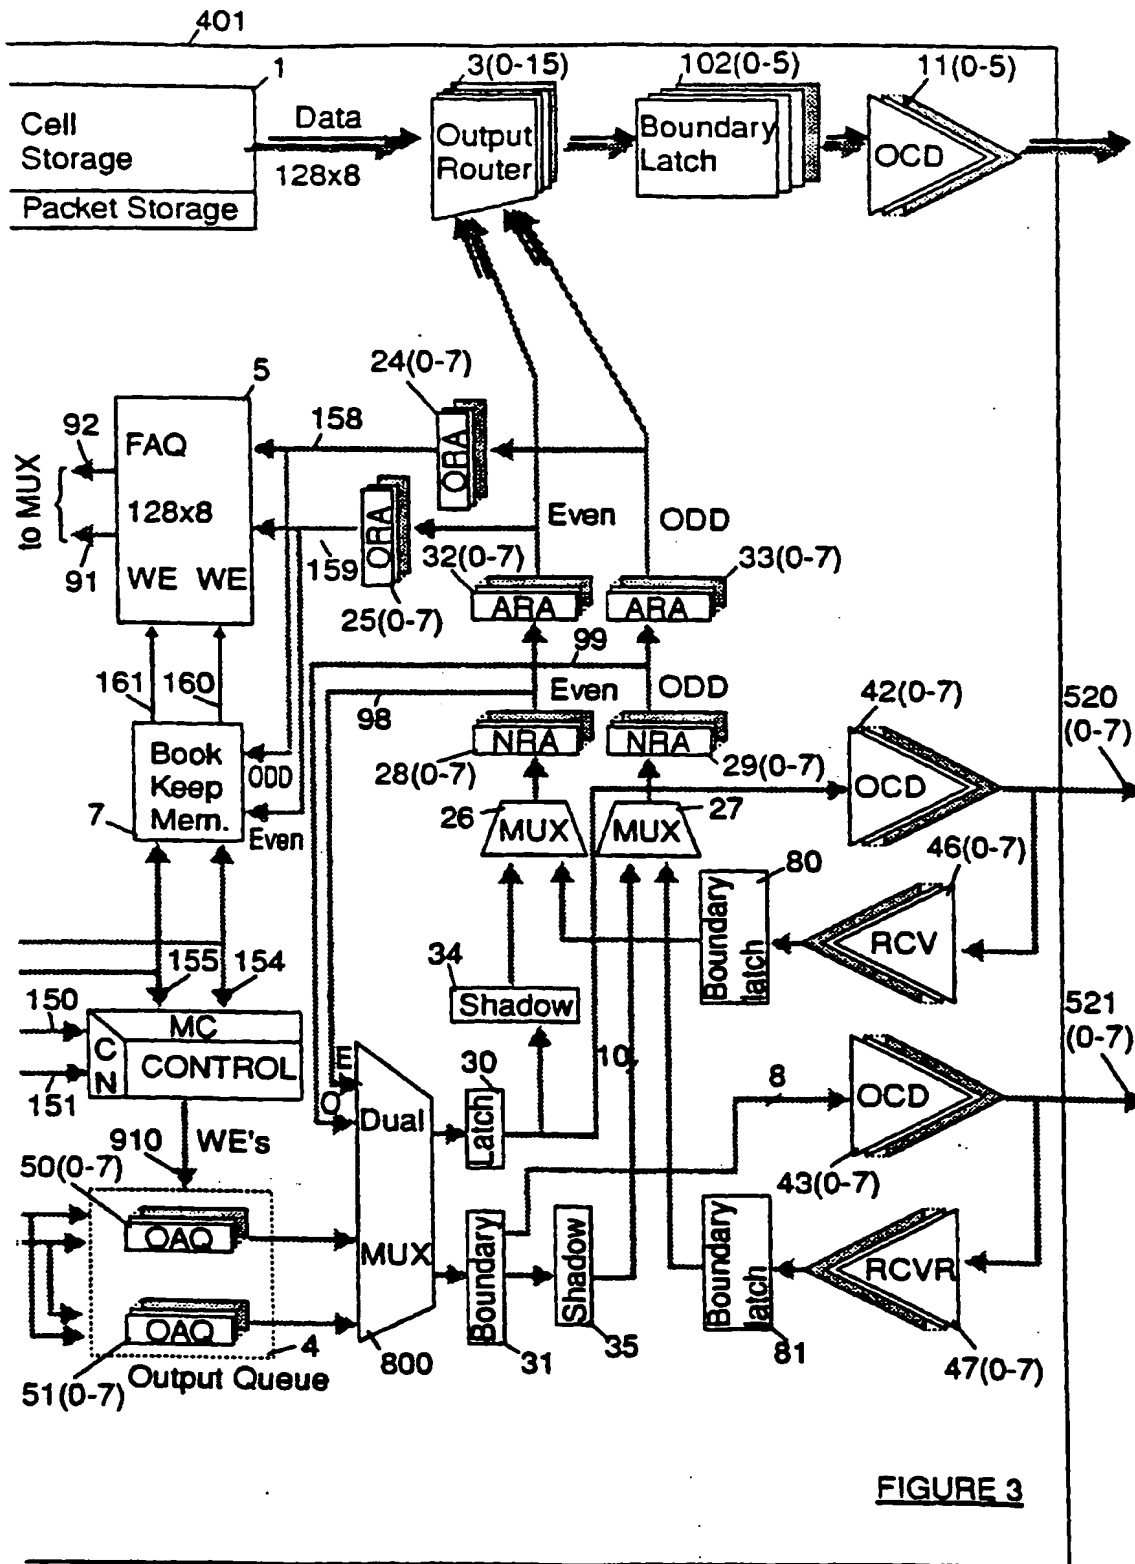 401
1
3(0-15)
102(0-5)
11(0-5)
Cell
Storage
Packet Storage
Data
128x8
Output
Router
Boundary
Latch
OCD
5
24(0-7)
92
158
FAQ
ORA
to MUX
128x8
ORA
Even
ODD
91
159
32(0-7)
33(0-7)
WE WE
25(0-7)
ARA
ARA
99
161
160
Even
ODD
98
42(0-7)
520
(0-7)
NRA
NRA
Book
Keep
Mem.
ODD
28(0-7)
29(0-7)
OCD
7
Even
26
27
MUX
MUX
80
46(0-7)
Boundary
latch
RCV
155
154
34
Shadow
150
MC
521
(0-7)
C
N
CONTROL
151
E
O
30
10
8
Dual
Latch
OCD
910
WE's
50(0-7)
43(0-7)
OAQ
MUX
Boundary
Shadow
Boundary
latch
RCVR
OAQ
4
51(0-7)
Output Queue
800
31
35
81
47(0-7)
FIGURE 3